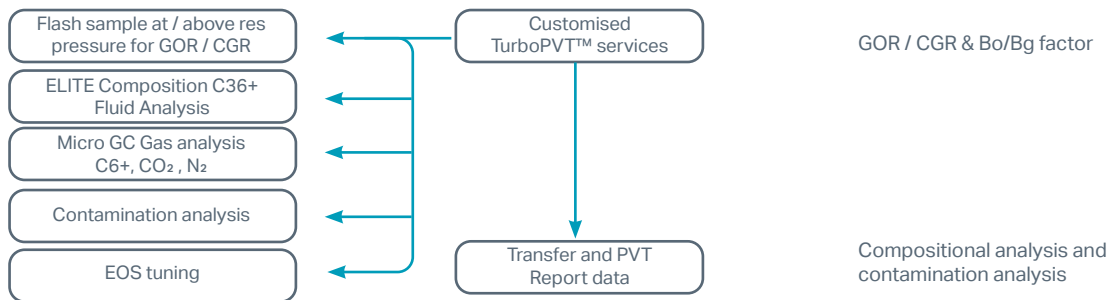 Flash sample at / above res
pressure for GOR / CGR
ELITE Composition C36+
Fluid Analysis
Micro GC Gas analysis
C6+, CO₂ , N₂
Contamination analysis
EOS tuning
Customised
TurboPVT™ services
Transfer and PVT
Report data
GOR / CGR & Bo/Bg factor
Compositional analysis and
contamination analysis